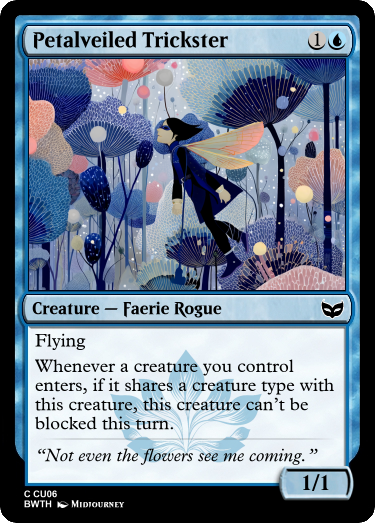 Petalveiled Trickster 1
Creature — Faerie Rogue
Flying
Whenever a creature you control
enters, if it shares a creature type with
this creature, this creature can't be
blocked this turn.
“Not even the flowers see me coming.”
1/1
C CU06
BWTH Midjourney